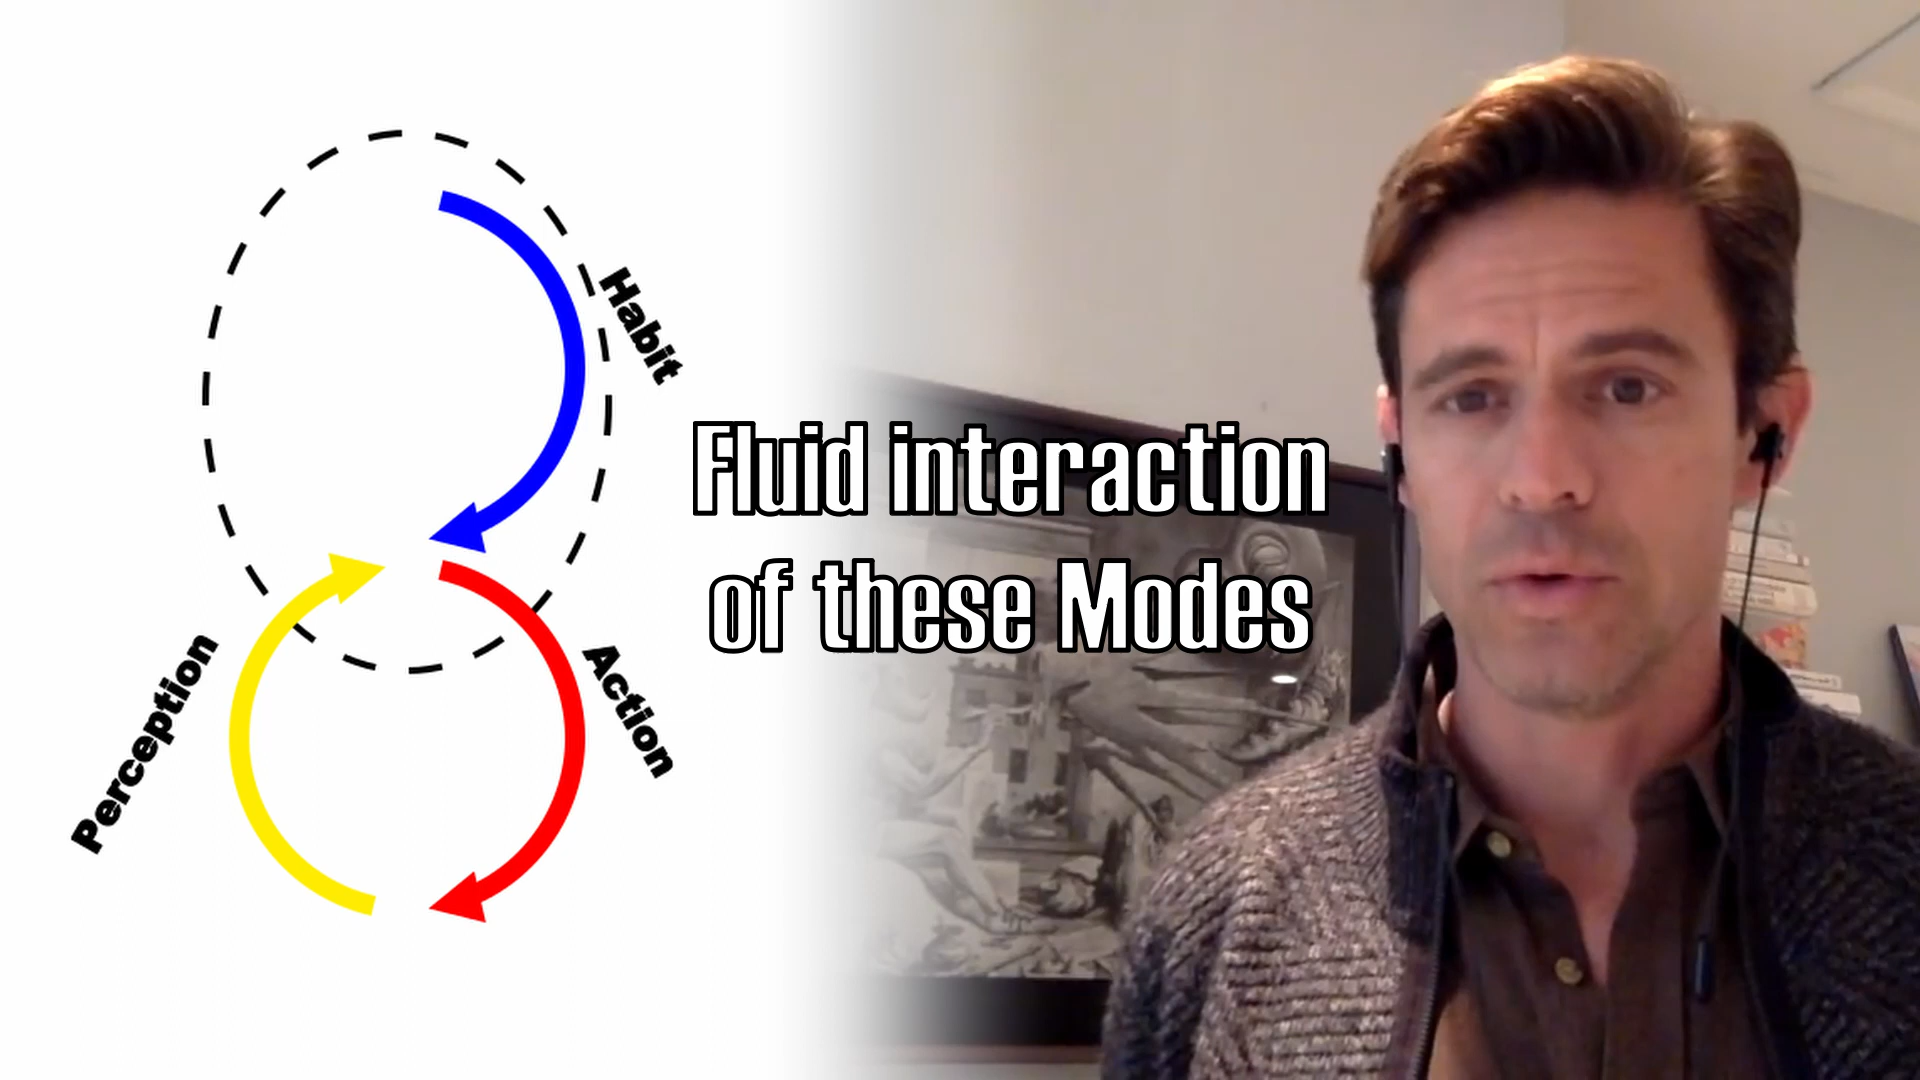 Habit
Fluid interaction
of these Modes
Perception
Action